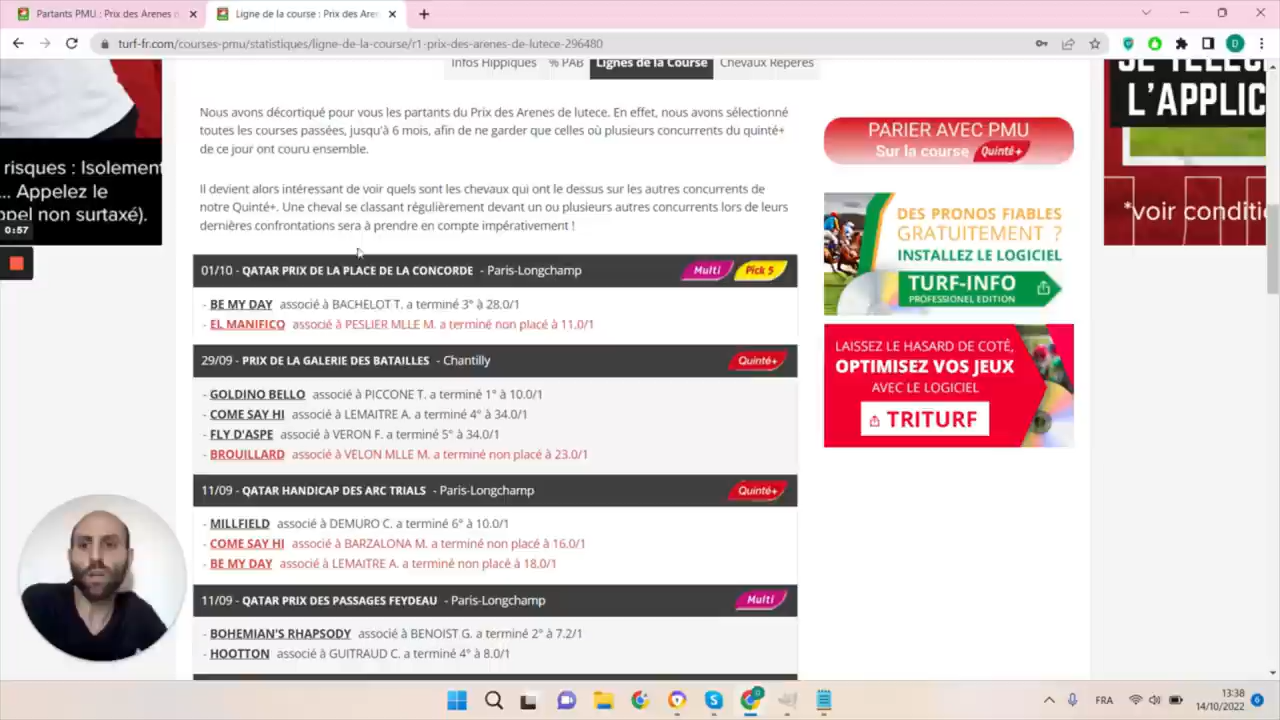 Partants PMU : Prix des Arenes
Ligne de la course : Prix des Are
turf-fr.com/courses-pmu/statistiques/ligne-de-la-course/r1-prix-des-arenes-de-lutece-296480
D
Infos Hippiques
% PAB
Lignes de la Course
Chevaux Repères
Nous avons décortiqué pour vous les partants du Prix des Arenes de lutece. En effet, nous avons sélectionné
toutes les courses passées, jusqu'à 6 mois, afin de ne garder que celles où plusieurs concurrents du quinté+
de ce jour ont couru ensemble.
Il devient alors intéressant de voir quels sont les chevaux qui ont le dessus sur les autres concurrents de
notre Quinté+. Une cheval se classant régulièrement devant un ou plusieurs autres concurrents lors de leurs
dernières confrontations sera à prendre en compte impérativement !
01/10 - QATAR PRIX DE LA PLACE DE LA CONCORDE - Paris-Longchamp Multi Pick 5
- BE MY DAY associé à BACHELOT T. a terminé 3° à 28.0/1
- EL MANIFICO associé à PESLIER MLLE M. a terminé non placé à 11.0/1
29/09 - PRIX DE LA GALERIE DES BATAILLES - Chantilly Quinté+
- GOLDINO BELLO associé à PICCONE T. a terminé 1° à 10.0/1
- COME SAY HI associé à LEMAITRE A. a terminé 4° à 34.0/1
- FLY D'ASPE associé à VERON F. a terminé 5° à 34.0/1
- BROUILLARD associé à VELON MLLE M. a terminé non placé à 23.0/1
11/09 - QATAR HANDICAP DES ARC TRIALS - Paris-Longchamp Quinté+
- MILLFIELD associé à DEMURO C. a terminé 6° à 10.0/1
- COME SAY HI associé à BARZALONA M. a terminé non placé à 16.0/1
- BE MY DAY associé à LEMAITRE A. a terminé non placé à 18.0/1
11/09 - QATAR PRIX DES PASSAGES FEYDEAU - Paris-Longchamp Multi
- BOHEMIAN'S RHAPSODY associé à BENOIST G. a terminé 2° à 7.2/1
- HOOTTON associé à GUITRAUD C. a terminé 4° à 8.0/1
risques : Isolement
... Appelez le
ppel non surtaxé).
0:57
PARIER AVEC PMU
Sur la course Quinté+
DES PRONOS FIABLES
GRATUITEMENT ?
INSTALLEZ LE LOGICIEL
TURF-INFO
PROFESSIONEL EDITION
LAISSEZ LE HASARD DE COTÉ,
OPTIMISEZ VOS JEUX
AVEC LE LOGICIEL
TRITURF
JE TÉLÉC
L'APPLIC
*voir conditi
FRA
13:38
14/10/2022